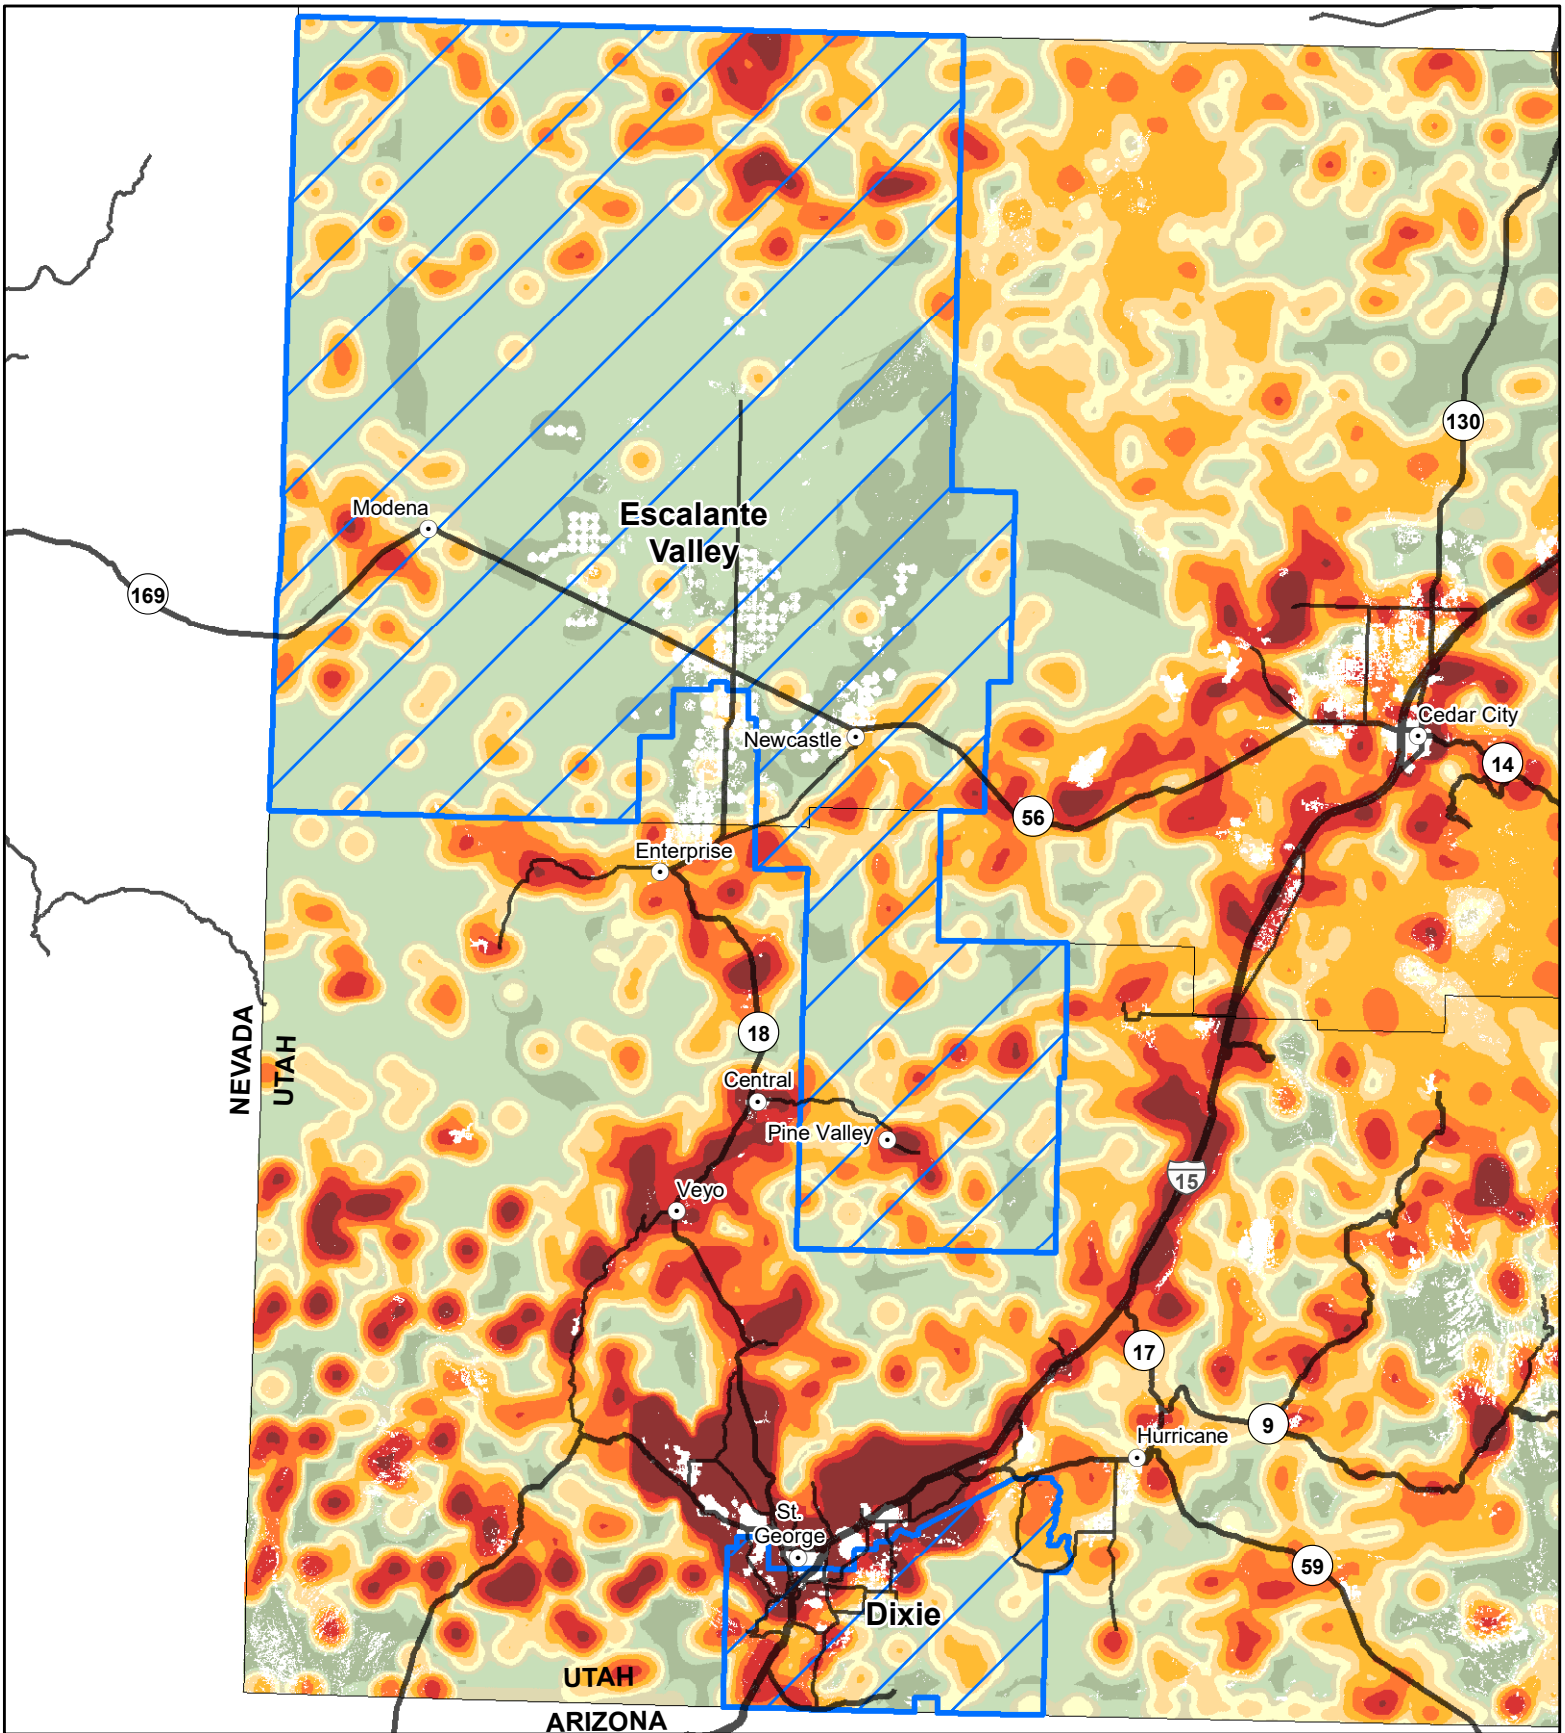 130
Modena
Escalante
Valley
169
Newcastle
Cedar City
14
56
Enterprise
NEVADA
UTAH
18
Central
Pine Valley
15
Veyo
17
9
Hurricane
St.
George
59
Dixie
UTAH
ARIZONA